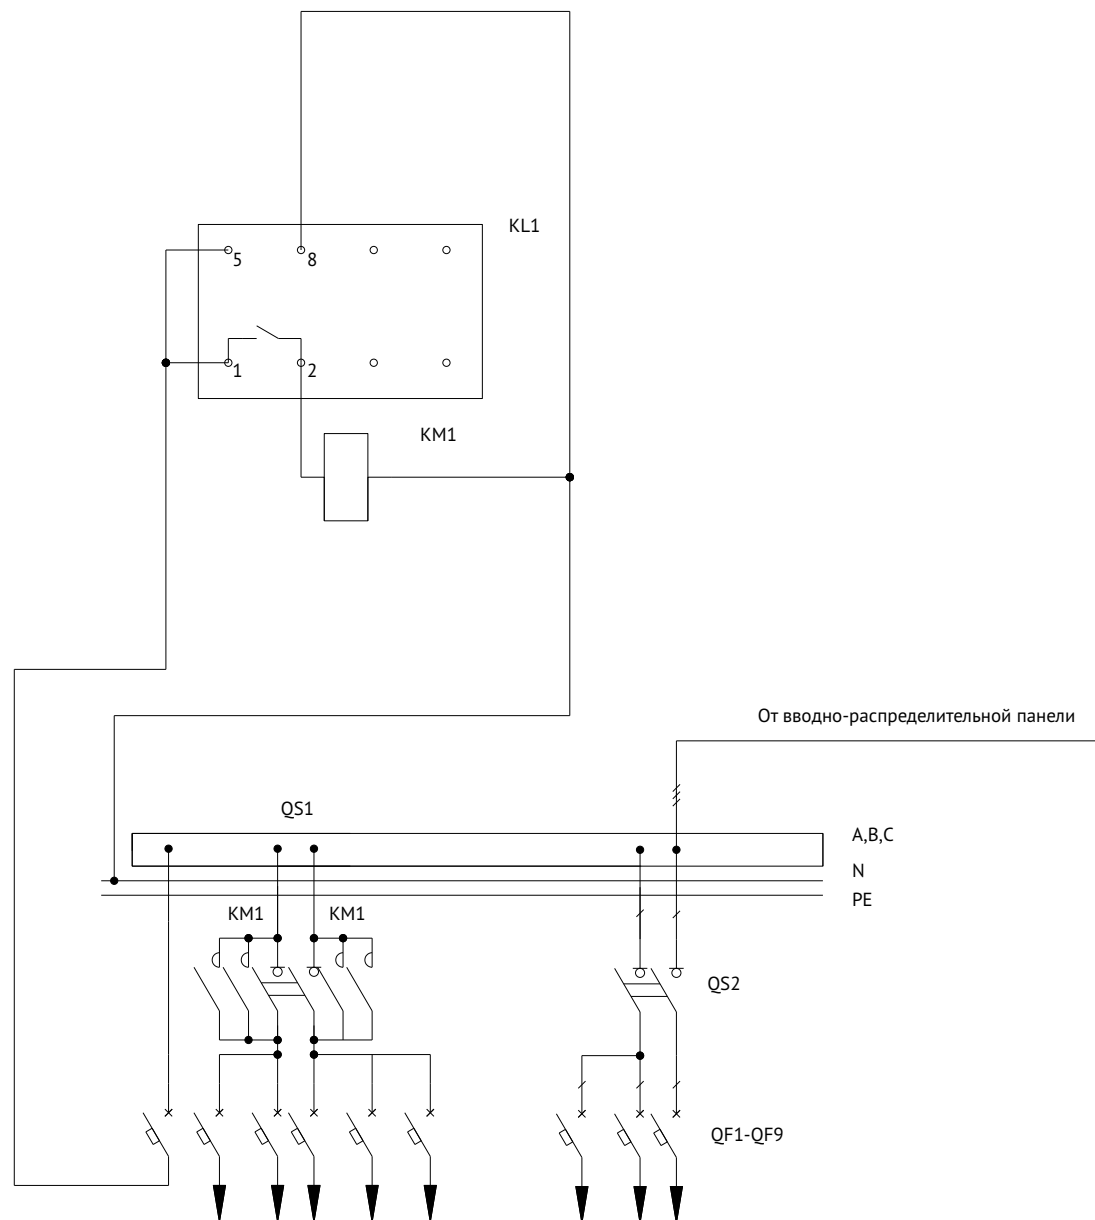 KL1
5
8
1
2
KM1
От вводно-распределительной панели
QS1
A,B,C
N
PE
KM1
KM1
QS2
QF1-QF9